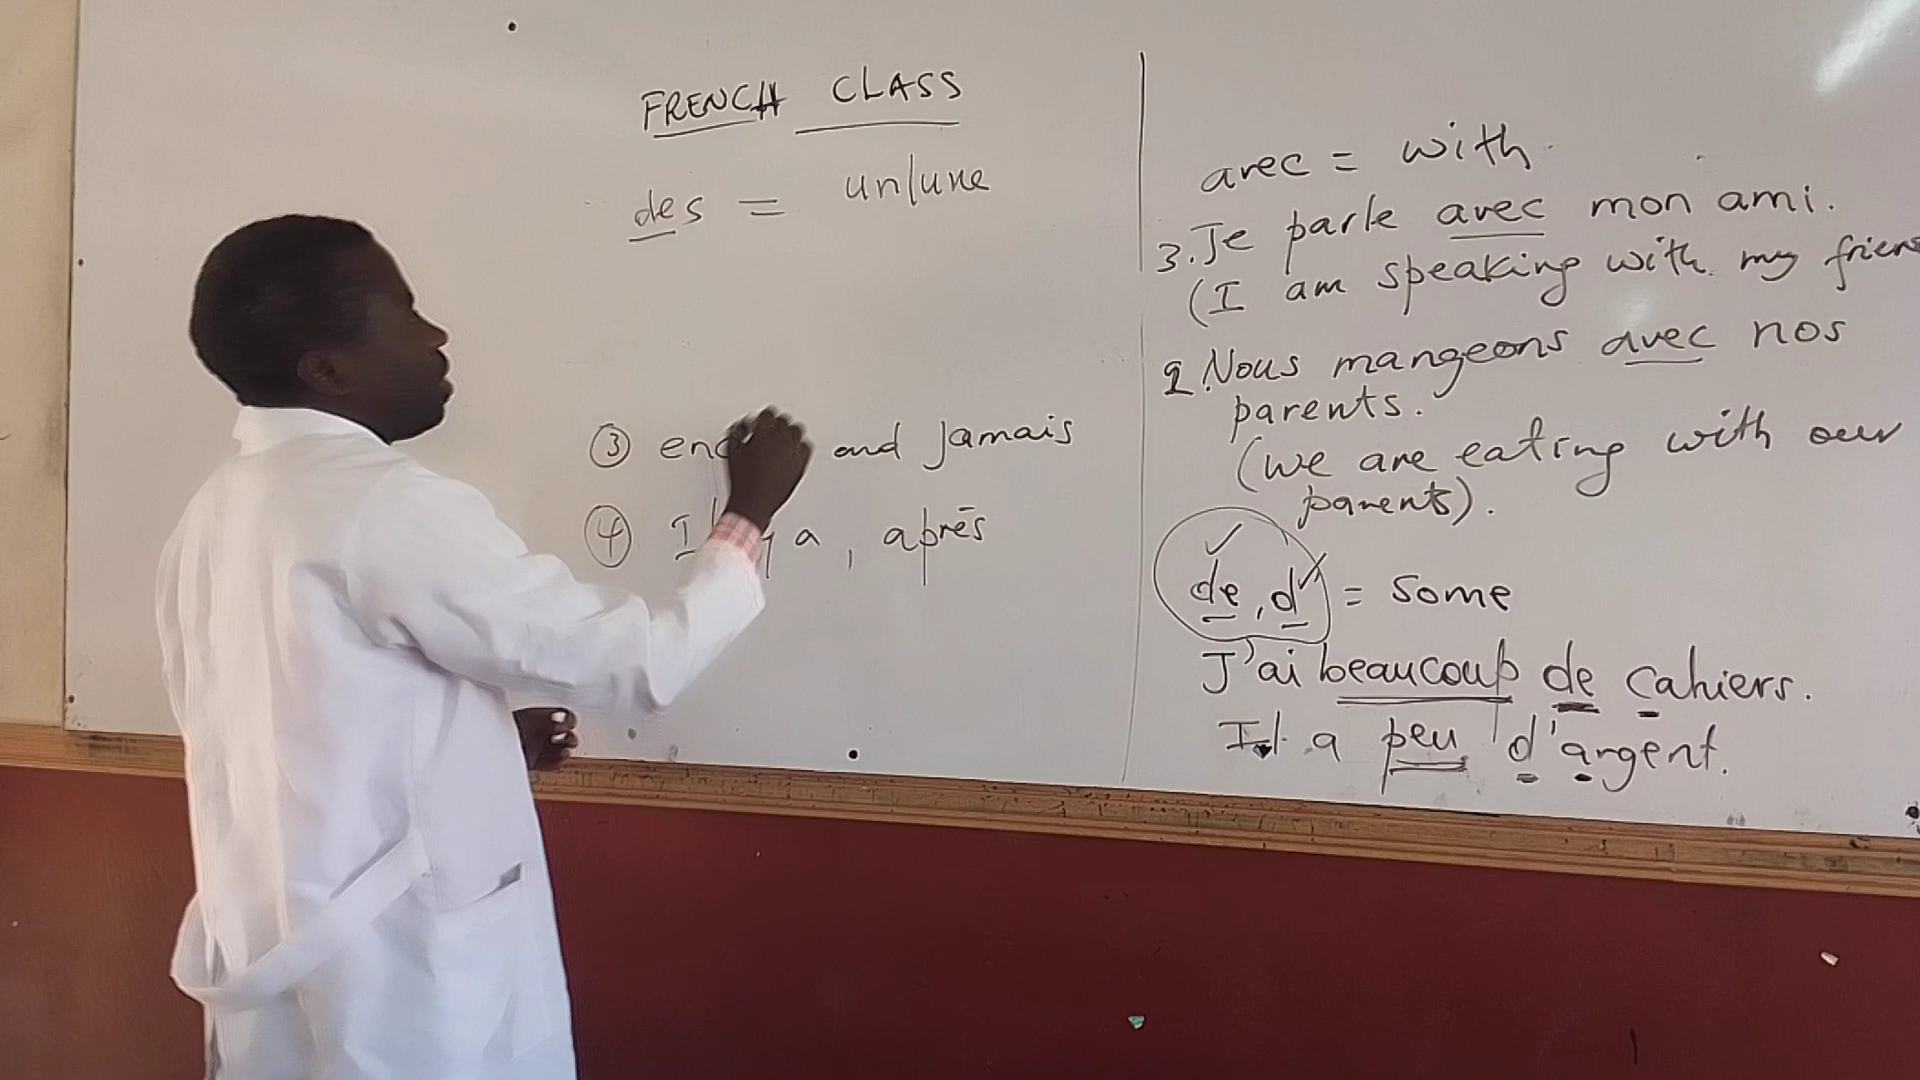 FRENCH CLASS
des = un/une
③ and jamais
④ a, après
avec = with
3. Je parle avec mon ami.
(I am speaking with my
2. Nous mangeons avec nos
parents.
(we are eating with our
parents).
de, d' = some
J'ai beaucoup de cahiers.
Il a peu d'argent.